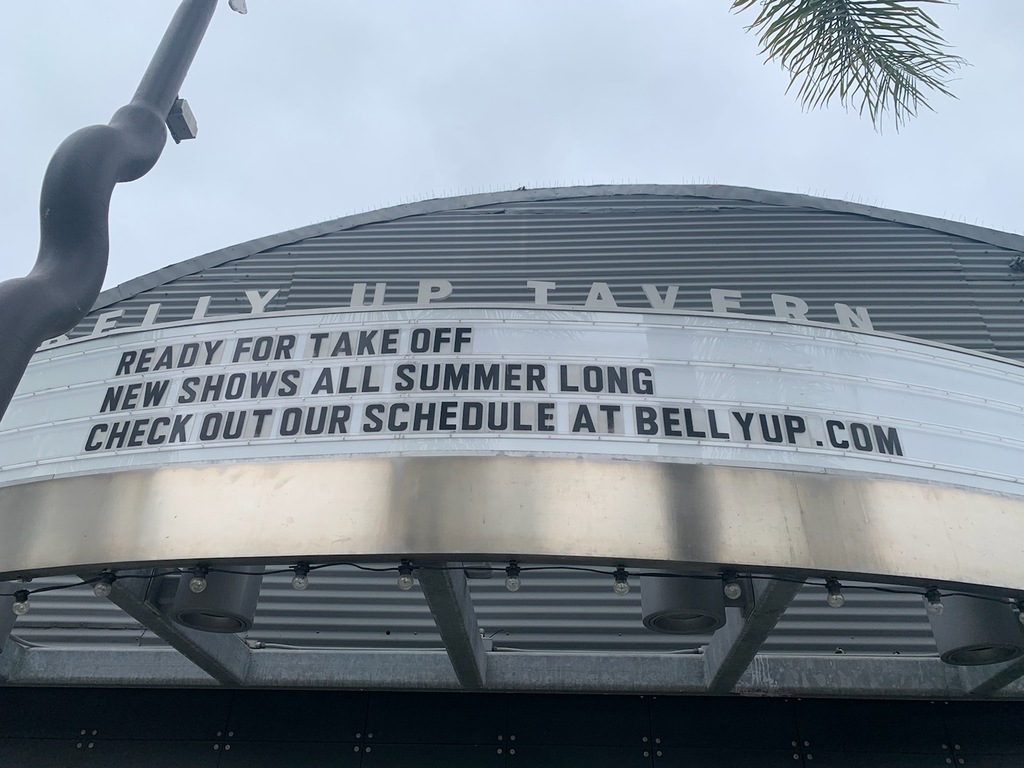 BELLY UP TAVERN
READY FOR TAKE OFF
NEW SHOWS ALL SUMMER LONG
CHECK OUT OUR SCHEDULE AT BELLYUP.COM